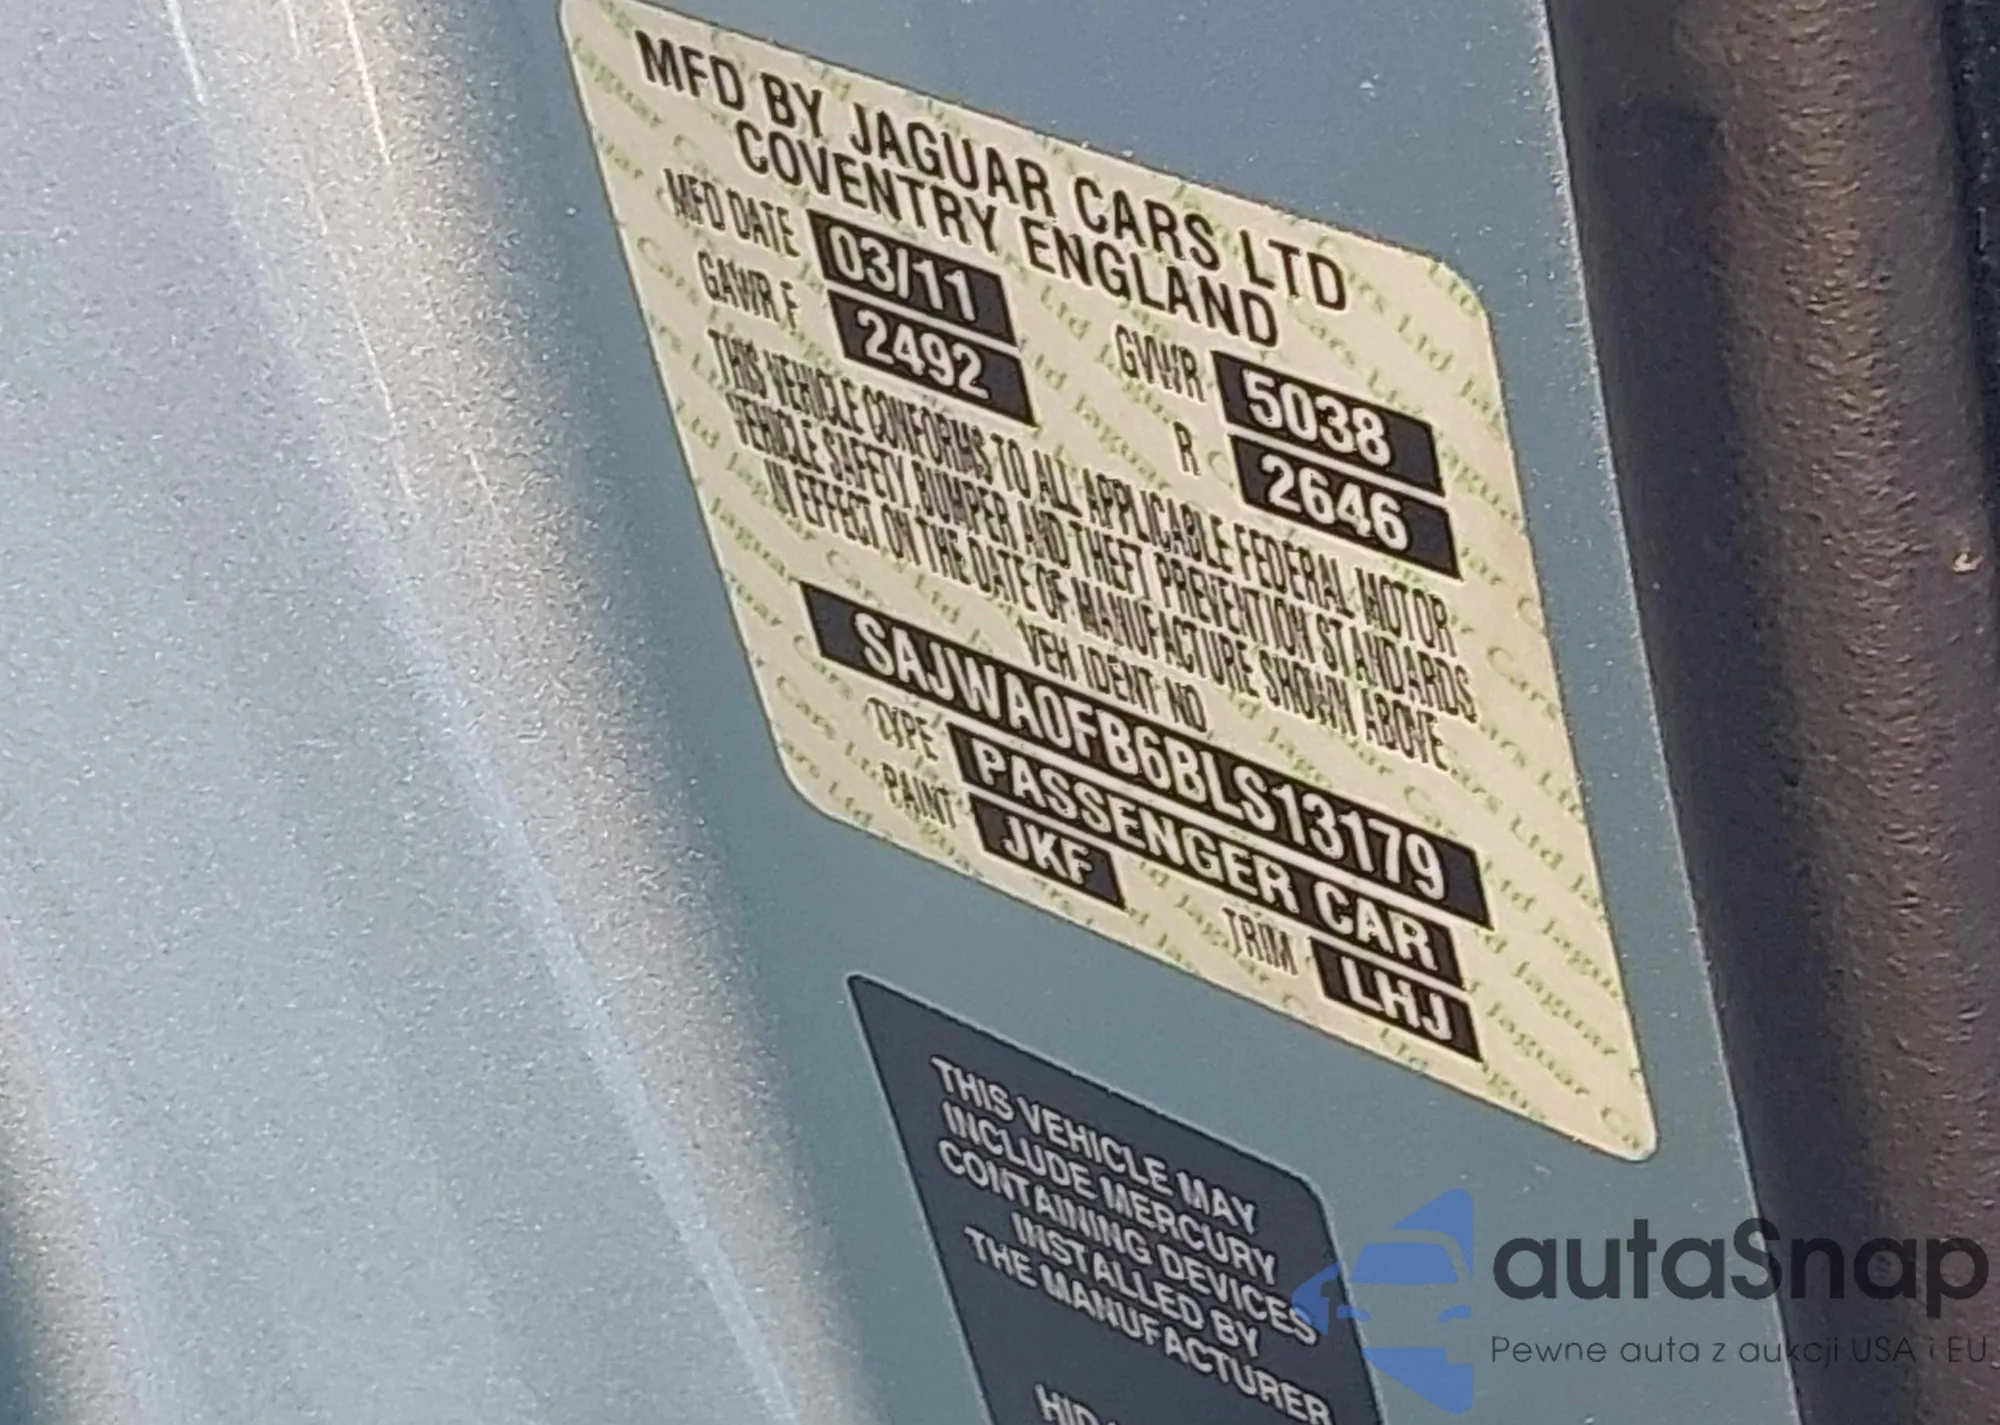 MFD BY JAGUAR CARS LTD
COVENTRY ENGLAND
MFD DATE 03/11 GVWR 5038
GAWR F 2492 R 2646
THIS VEHICLE CONFORMS TO ALL APPLICABLE FEDERAL MOTOR
VEHICLE SAFETY, BUMPER AND THEFT PREVENTION STANDARDS
IN EFFECT ON THE DATE OF MANUFACTURE SHOWN ABOVE.
VEH IDENT NO
SAJWA0FB6BLS13179
TYPE PASSENGER CAR
PAINT JKF TRIM LHJ
THIS VEHICLE MAY
INCLUDE MERCURY
CONTAINING DEVICES
INSTALLED BY
THE MANUFACTURER
autaSnap
Pewne auta z aukcji USA i EU